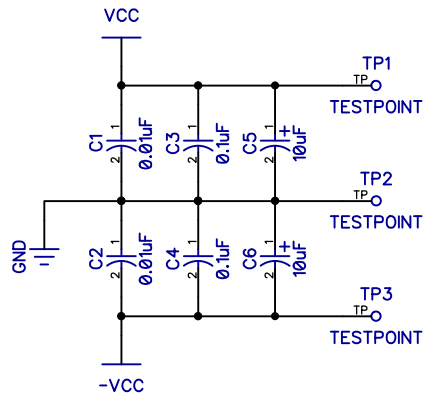 VCC
TP1
TP
TESTPOINT
C1
1
2
0.01uF
C3
1
2
0.1uF
C5
1
2
+
10uF
TP2
TP
TESTPOINT
GND
C2
1
2
0.01uF
C4
1
2
0.1uF
C6
1
2
+
10uF
TP3
TP
TESTPOINT
-VCC